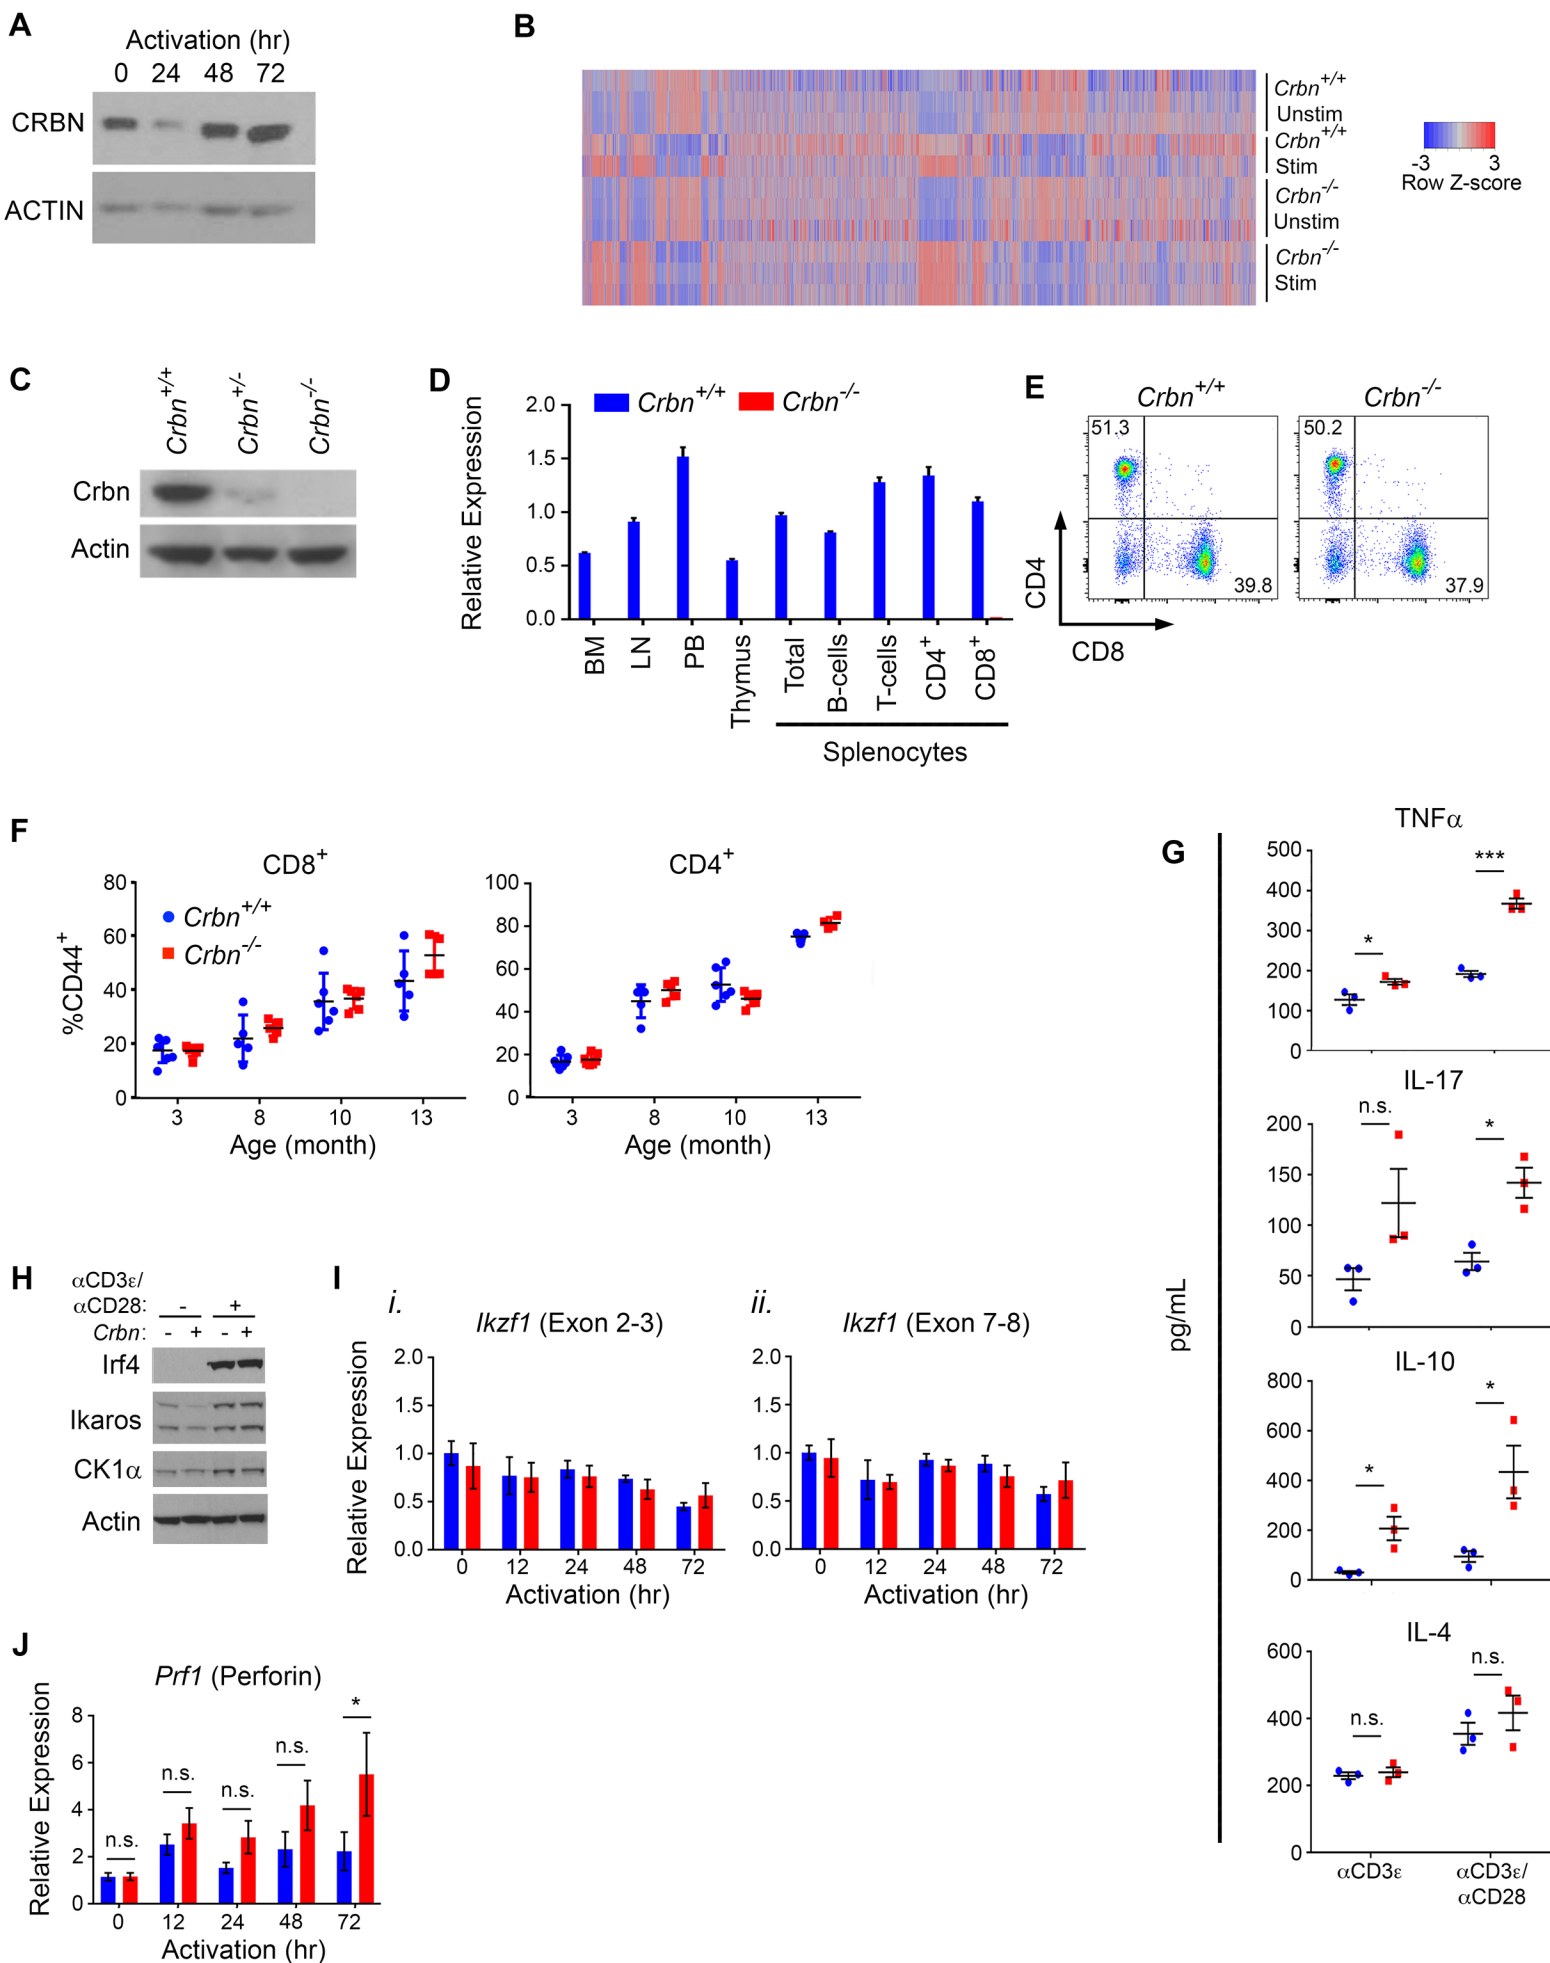 A
Activation (hr)
0 24 48 72
CRBN
ACTIN
B
Crbn+/+
Unstim
Crbn+/+
Stim
Crbn-/-
Unstim
Crbn-/-
Stim
-3 3
Row Z-score
C
Crbn+/+ Crbn+/- Crbn-/-
Crbn
Actin
D
Crbn+/+ Crbn-/-
Relative Expression
2.0
1.5
1.0
0.5
0.0
BM LN PB Thymus Total B-cells T-cells CD4+ CD8+
Splenocytes
E
Crbn+/+ Crbn-/-
51.3 50.2
39.8 37.9
CD4
CD8
F
CD8+
%CD44+
80
60
40
20
0
Crbn+/+
Crbn-/-
3 8 10 13
Age (month)
CD4+
100
80
60
40
20
0
3 8 10 13
Age (month)
G
pg/mL
TNFα
500
400
300
200
100
0
* ***
IL-17
200
150
100
50
0
n.s. *
IL-10
800
600
400
200
0
* *
IL-4
600
400
200
0
n.s. n.s.
αCD3ε αCD3ε/
αCD28
H
αCD3ε/
αCD28: - +
Crbn: - + - +
Irf4
Ikaros
CK1α
Actin
I
i.
Ikzf1 (Exon 2-3)
Relative Expression
2.0
1.5
1.0
0.5
0.0
0 12 24 48 72
Activation (hr)
ii.
Ikzf1 (Exon 7-8)
2.0
1.5
1.0
0.5
0.0
0 12 24 48 72
Activation (hr)
J
Prf1 (Perforin)
Relative Expression
8
6
4
2
0
n.s. n.s. n.s. n.s. *
0 12 24 48 72
Activation (hr)